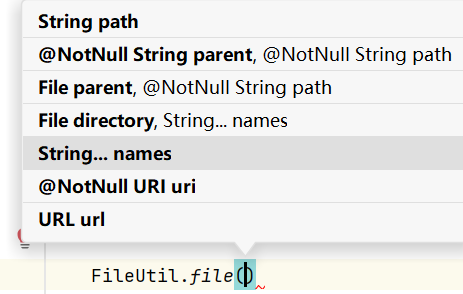 String path
@NotNull String parent, @NotNull String path
File parent, @NotNull String path
File directory, String... names
String... names
@NotNull URI uri
URL url
FileUtil.file()